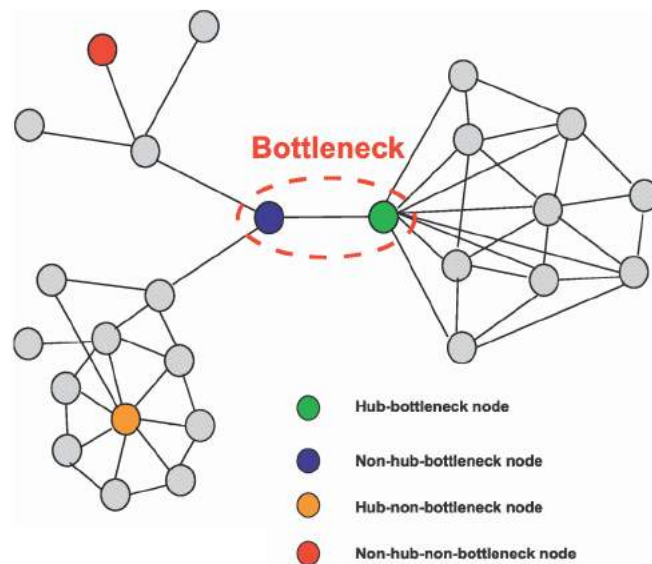 Bottleneck
Hub-bottleneck node
Non-hub-bottleneck node
Hub-non-bottleneck node
Non-hub-non-bottleneck node